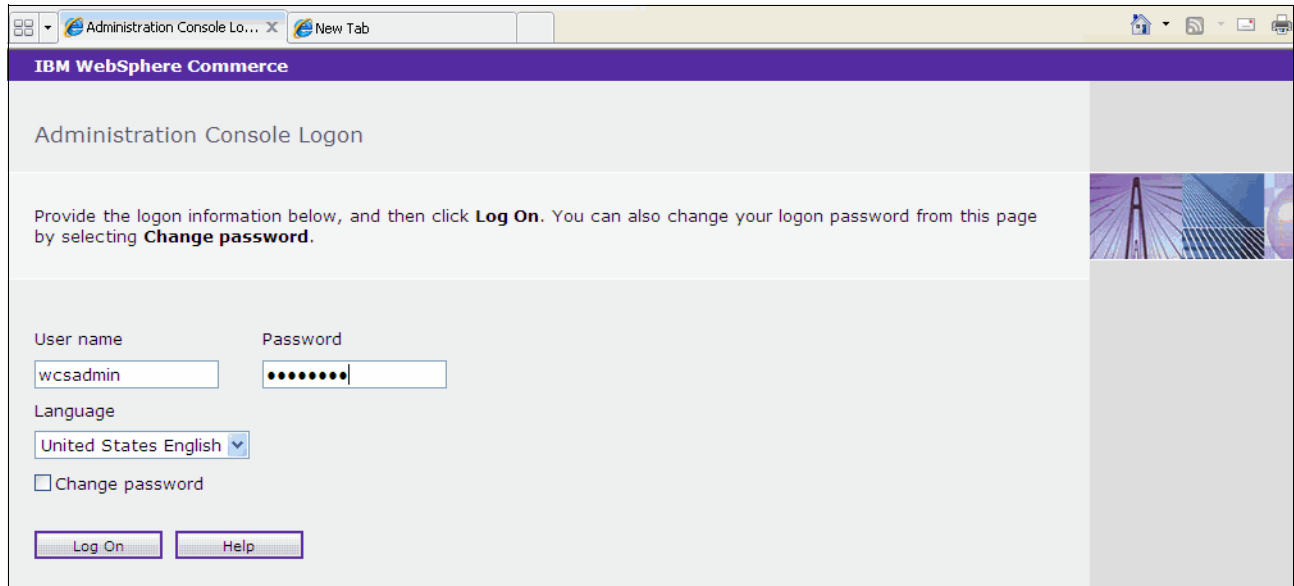 Administration Console Lo... X New Tab
IBM WebSphere Commerce
Administration Console Logon
Provide the logon information below, and then click Log On. You can also change your logon password from this page
by selecting Change password.
User name Password
wcsadmin ••••••••
Language
United States English
Change password
Log On Help